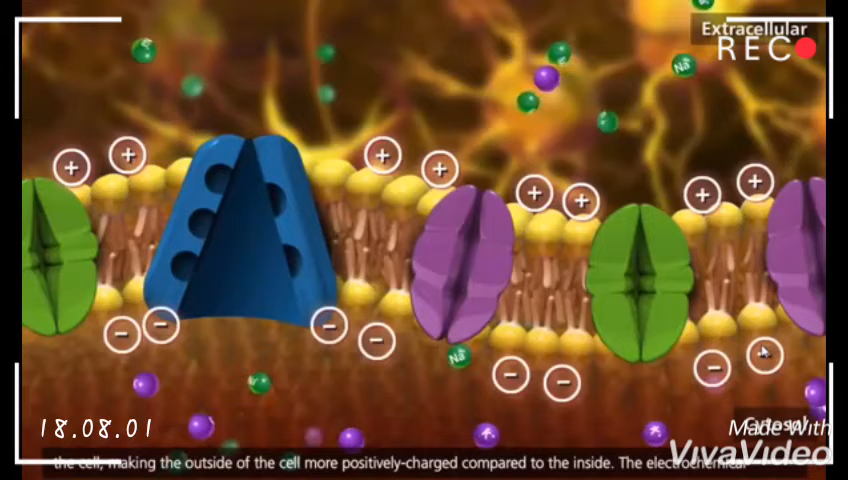 Extracellular
REC
Na
Na
18.08.01
Cytosol
Made With
VivaVideo
the cell, making the outside of the cell more positively-charged compared to the inside. The electrochemical